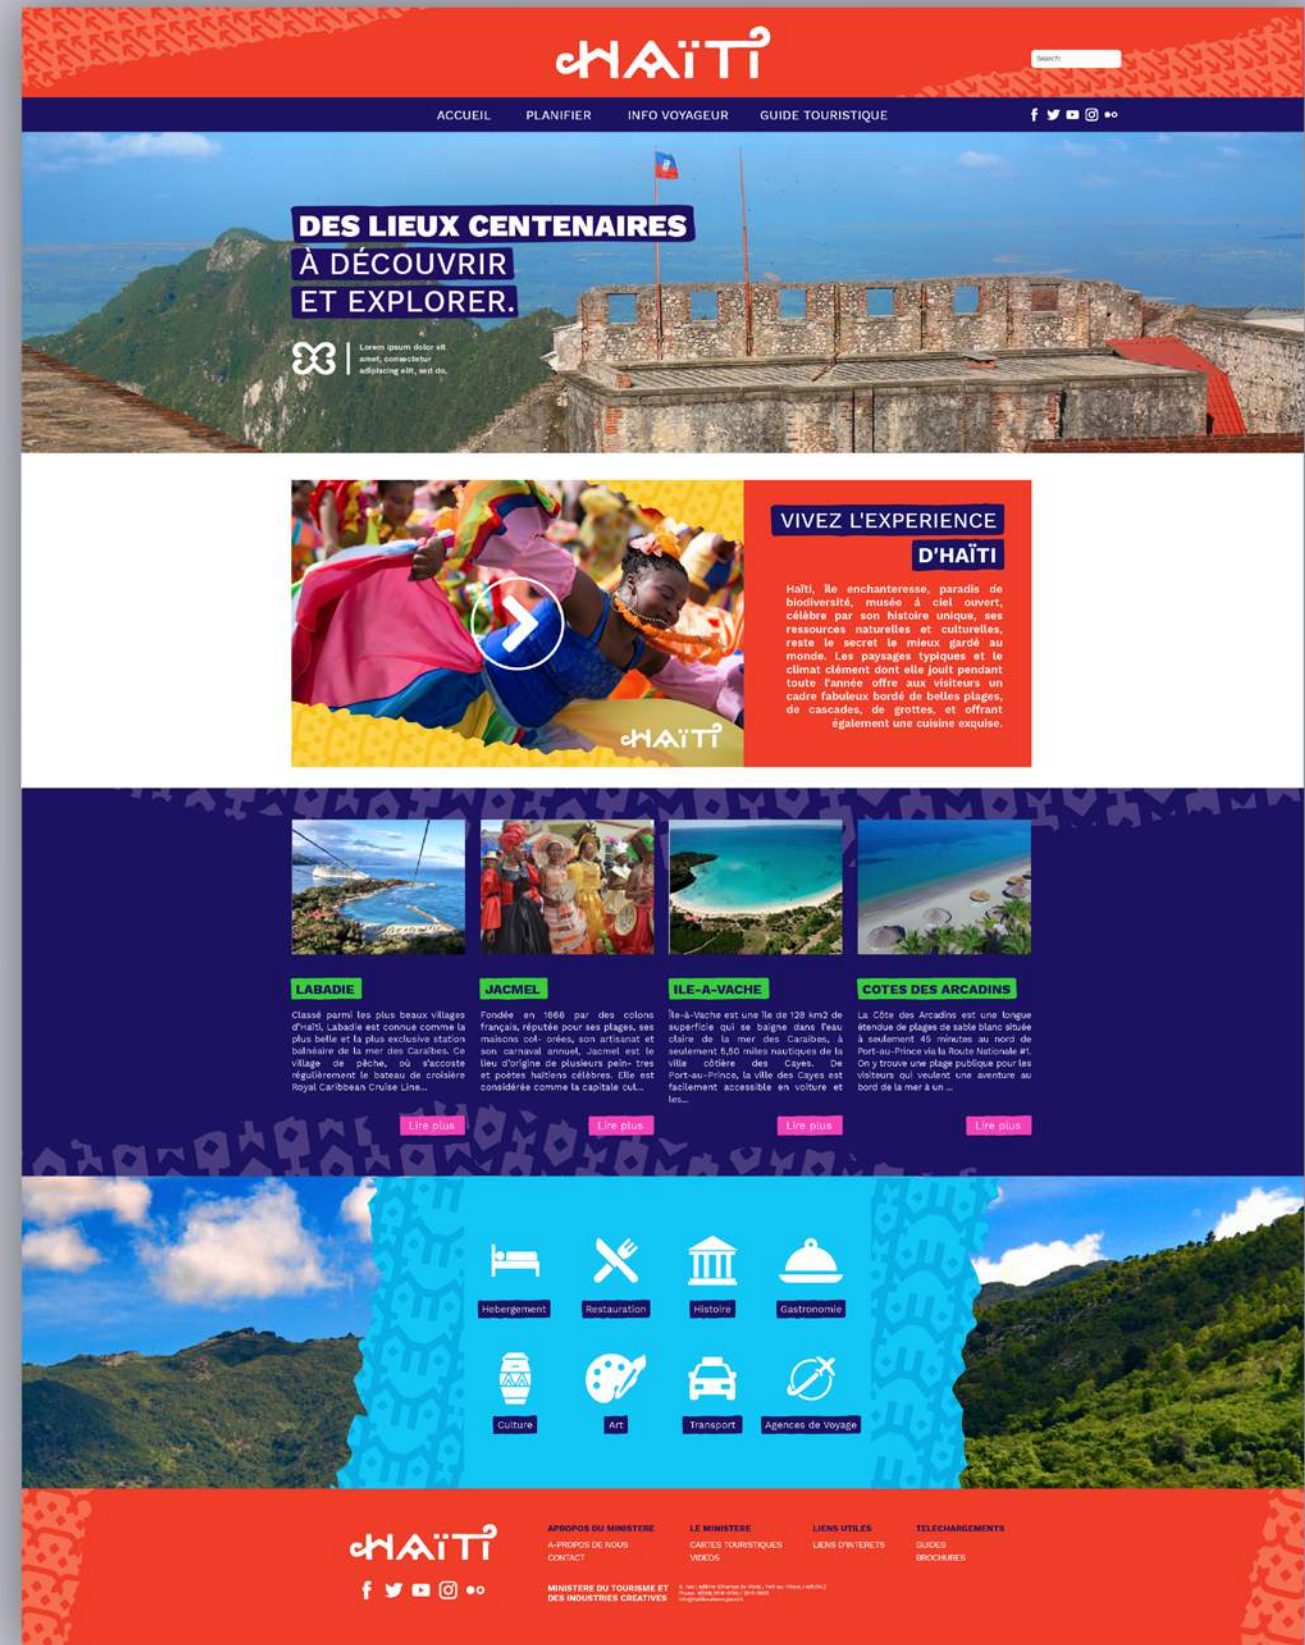 HAÏTI
Search:
ACCUEIL PLANIFIER INFO VOYAGEUR GUIDE TOURISTIQUE
DES LIEUX CENTENAIRES
À DÉCOUVRIR
ET EXPLORER.
Lorem ipsum dolor sit
amet, consectetur
adipiscing elit, sed do.
VIVEZ L'EXPERIENCE
D'HAÏTI
Haïti, île enchanteresse, paradis de
biodiversité, musée á ciel ouvert,
célèbre par son histoire unique, ses
ressources naturelles et culturelles,
reste le secret le mieux gardé au
monde. Les paysages typiques et le
climat clément dont elle jouit pendant
toute l'année offre aux visiteurs un
cadre fabuleux bordé de belles plages,
de cascades, de grottes, et offrant
également une cuisine exquise.
HAÏTI
LABADIE
Classé parmi les plus beaux villages
d'Haïti, Labadie est connue comme la
plus belle et la plus exclusive station
balnéaire de la mer des Caraïbes. Ce
village de pêche, où s'accoste
régulièrement le bateau de croisière
Royal Caribbean Cruise Line...
Lire plus
JACMEL
Fondée en 1666 par des colons
français, réputée pour ses plages, ses
maisons col- orées, son artisanat et
son carnaval annuel, Jacmel est le
lieu d'origine de plusieurs pein- tres
et poètes haïtiens célèbres. Elle est
considérée comme la capitale cul...
Lire plus
ILE-A-VACHE
Île-à-Vache est une île de 128 km2 de
superficie qui se baigne dans l'eau
claire de la mer des Caraïbes, à
seulement 5,50 miles nautiques de la
ville côtière des Cayes. De
Port-au-Prince, la ville des Cayes est
facilement accessible en voiture et
les...
Lire plus
COTES DES ARCADINS
La Côte des Arcadins est une longue
étendue de plages de sable blanc située
à seulement 45 minutes au nord de
Port-au-Prince via la Route Nationale #1.
On y trouve une plage publique pour les
visiteurs qui veulent une aventure au
bord de la mer à un ...
Lire plus
Hebergement Restauration Histoire Gastronomie
Culture Art Transport Agences de Voyage
HAÏTI
APROPOS DU MINISTERE
A-PROPOS DE NOUS
CONTACT
LE MINISTERE
CARTES TOURISTIQUES
VIDEOS
LIENS UTILES
LIENS D'INTERETS
TELECHARGEMENTS
GUIDES
BROCHURES
MINISTERE DU TOURISME ET
DES INDUSTRIES CREATIVES